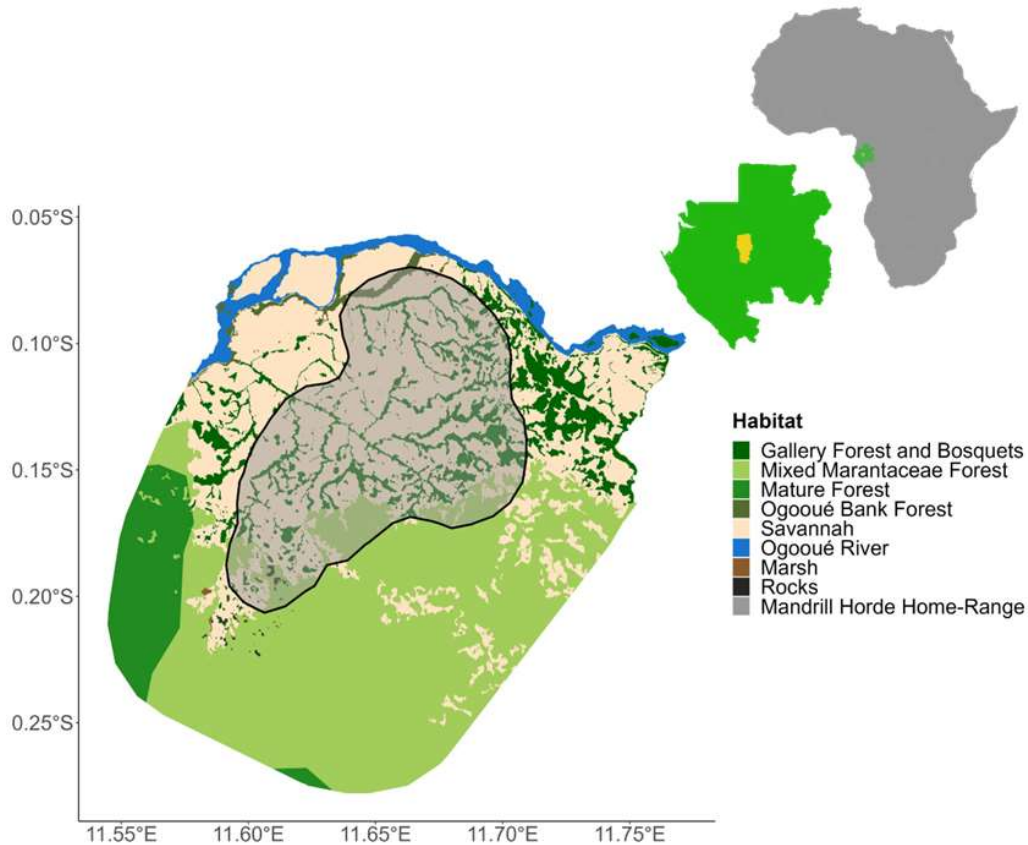 0.05°S
0.10°S
0.15°S
0.20°S
0.25°S
11.55°E
11.60°E
11.65°E
11.70°E
11.75°E
Habitat
Gallery Forest and Bosquets
Mixed Marantaceae Forest
Mature Forest
Ogooué Bank Forest
Savannah
Ogooué River
Marsh
Rocks
Mandrill Horde Home-Range